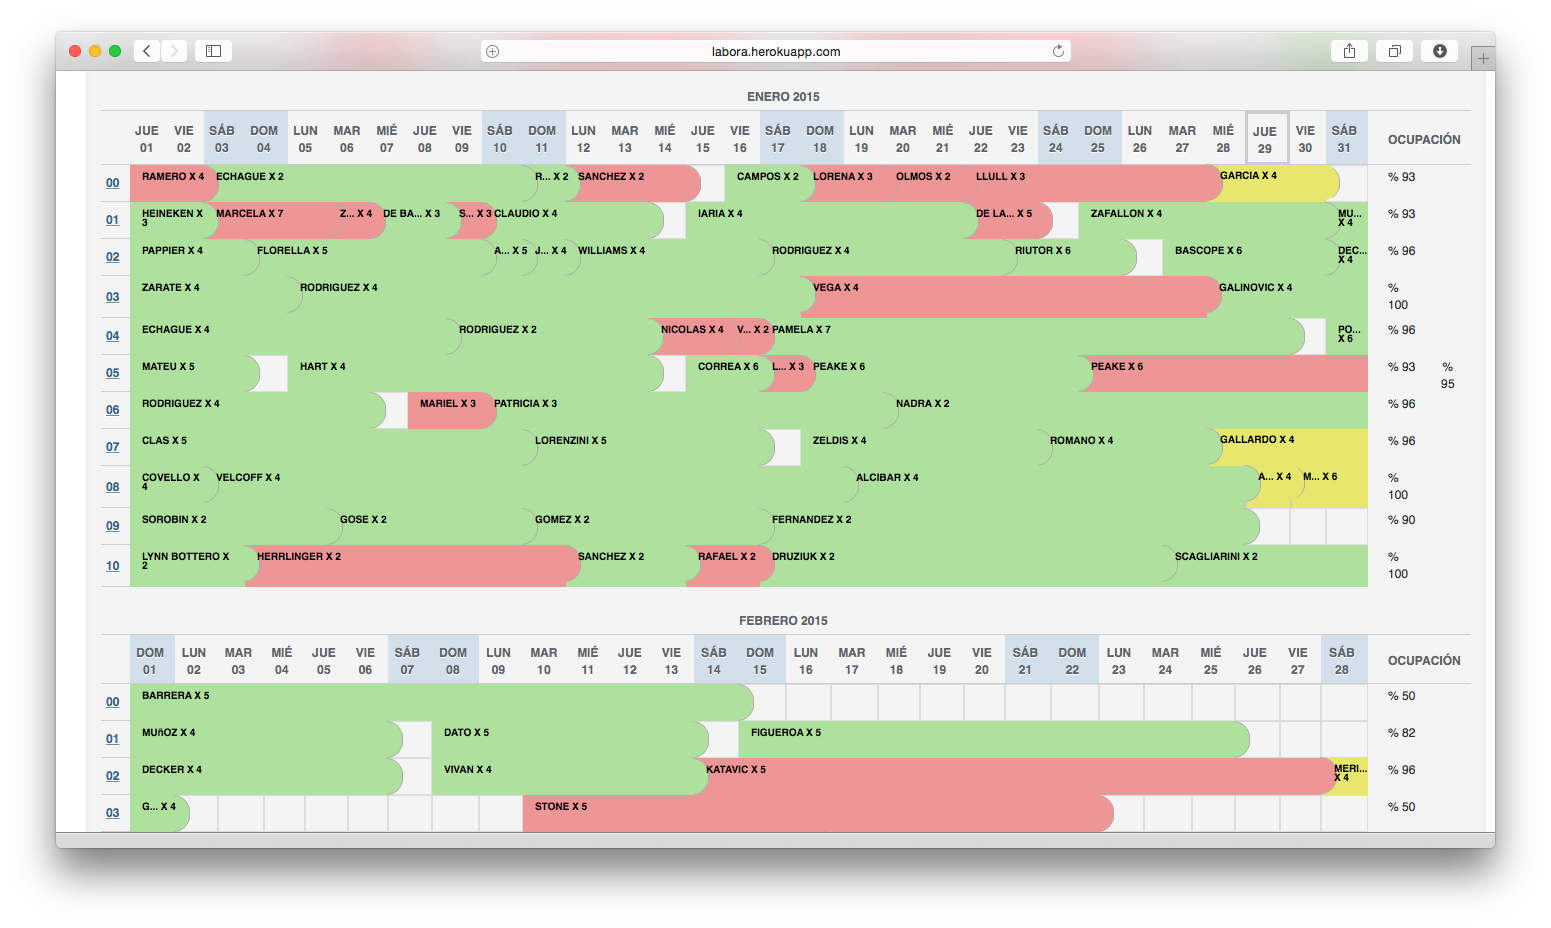 labora.herokuapp.com
ENERO 2015
JUE VIE SÁB DOM LUN MAR MIÉ JUE VIE SÁB DOM LUN MAR MIÉ JUE VIE SÁB DOM LUN MAR MIÉ JUE VIE SÁB DOM LUN MAR MIÉ JUE VIE SÁB OCUPACIÓN
01 02 03 04 05 06 07 08 09 10 11 12 13 14 15 16 17 18 19 20 21 22 23 24 25 26 27 28 29 30 31
00 RAMERO X 4 ECHAGUE X 2 R... X 2 SANCHEZ X 2 CAMPOS X 2 LORENA X 3 OLMOS X 2 LLULL X 3 GARCIA X 4 % 93
01 HEINEKEN X MARCELA X 7 Z... X 4 DE BA... X 3 S... X 3 CLAUDIO X 4 IARIA X 4 DE LA... X 5 ZAFALLON X 4 MU... % 93
3 X 4
02 PAPPIER X 4 FLORELLA X 5 A... X 5 J... X 4 WILLIAMS X 4 RODRIGUEZ X 4 RIUTOR X 6 BASCOPE X 6 DEC... % 96
X 4
03 ZARATE X 4 RODRIGUEZ X 4 VEGA X 4 GALINOVIC X 4 %
100
04 ECHAGUE X 4 RODRIGUEZ X 2 NICOLAS X 4 V... X 2 PAMELA X 7 PO... % 96
X 6
05 MATEU X 5 HART X 4 CORREA X 6 L... X 3 PEAKE X 6 PEAKE X 6 % 93 %
95
06 RODRIGUEZ X 4 MARIEL X 3 PATRICIA X 3 NADRA X 2 % 96
07 CLAS X 5 LORENZINI X 5 ZELDIS X 4 ROMANO X 4 GALLARDO X 4 % 96
08 COVELLO X VELCOFF X 4 ALCIBAR X 4 A... X 4 M... X 6 %
4 100
09 SOROBIN X 2 GOSE X 2 GOMEZ X 2 FERNANDEZ X 2 % 90
10 LYNN BOTTERO X HERRLINGER X 2 SANCHEZ X 2 RAFAEL X 2 DRUZIUK X 2 SCAGLIARINI X 2 %
2 100
FEBRERO 2015
DOM LUN MAR MIÉ JUE VIE SÁB DOM LUN MAR MIÉ JUE VIE SÁB DOM LUN MAR MIÉ JUE VIE SÁB DOM LUN MAR MIÉ JUE VIE SÁB OCUPACIÓN
01 02 03 04 05 06 07 08 09 10 11 12 13 14 15 16 17 18 19 20 21 22 23 24 25 26 27 28
00 BARRERA X 5 % 50
01 MUñOZ X 4 DATO X 5 FIGUEROA X 5 % 82
02 DECKER X 4 VIVAN X 4 KATAVIC X 5 MERI... % 96
X 4
03 G... X 4 STONE X 5 % 50